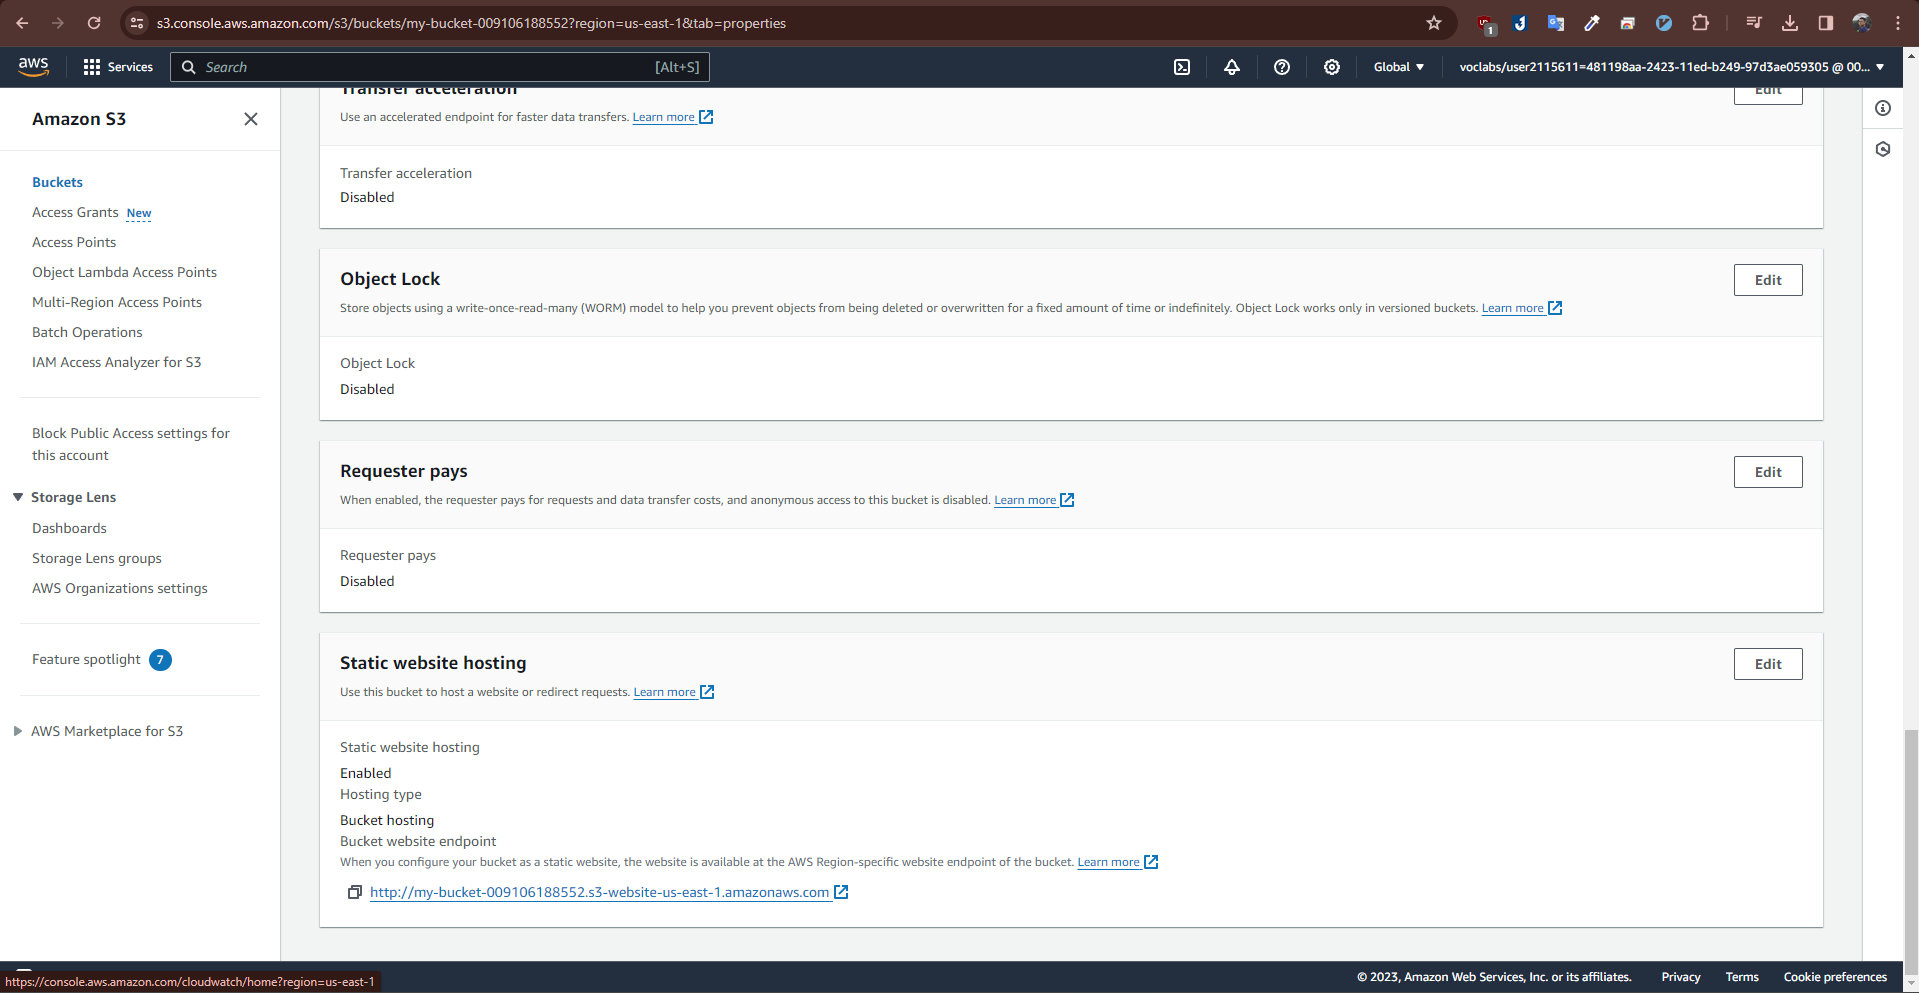 s3.console.aws.amazon.com/s3/buckets/my-bucket-009106188552?region=us-east-1&tab=properties
1
aws
Services
Search
[Alt+S]
Global
voclabs/user2115611=481198aa-2423-11ed-b249-97d3ae059305 @ 00...
Amazon S3
Buckets
Access Grants New
Access Points
Object Lambda Access Points
Multi-Region Access Points
Batch Operations
IAM Access Analyzer for S3
Block Public Access settings for
this account
Storage Lens
Dashboards
Storage Lens groups
AWS Organizations settings
Feature spotlight 7
AWS Marketplace for S3
Transfer acceleration
Edit
Use an accelerated endpoint for faster data transfers. Learn more
Transfer acceleration
Disabled
Object Lock
Edit
Store objects using a write-once-read-many (WORM) model to help you prevent objects from being deleted or overwritten for a fixed amount of time or indefinitely. Object Lock works only in versioned buckets. Learn more
Object Lock
Disabled
Requester pays
Edit
When enabled, the requester pays for requests and data transfer costs, and anonymous access to this bucket is disabled. Learn more
Requester pays
Disabled
Static website hosting
Edit
Use this bucket to host a website or redirect requests. Learn more
Static website hosting
Enabled
Hosting type
Bucket hosting
Bucket website endpoint
When you configure your bucket as a static website, the website is available at the AWS Region-specific website endpoint of the bucket. Learn more
http://my-bucket-009106188552.s3-website-us-east-1.amazonaws.com
https://console.aws.amazon.com/cloudwatch/home?region=us-east-1
© 2023, Amazon Web Services, Inc. or its affiliates.
Privacy
Terms
Cookie preferences